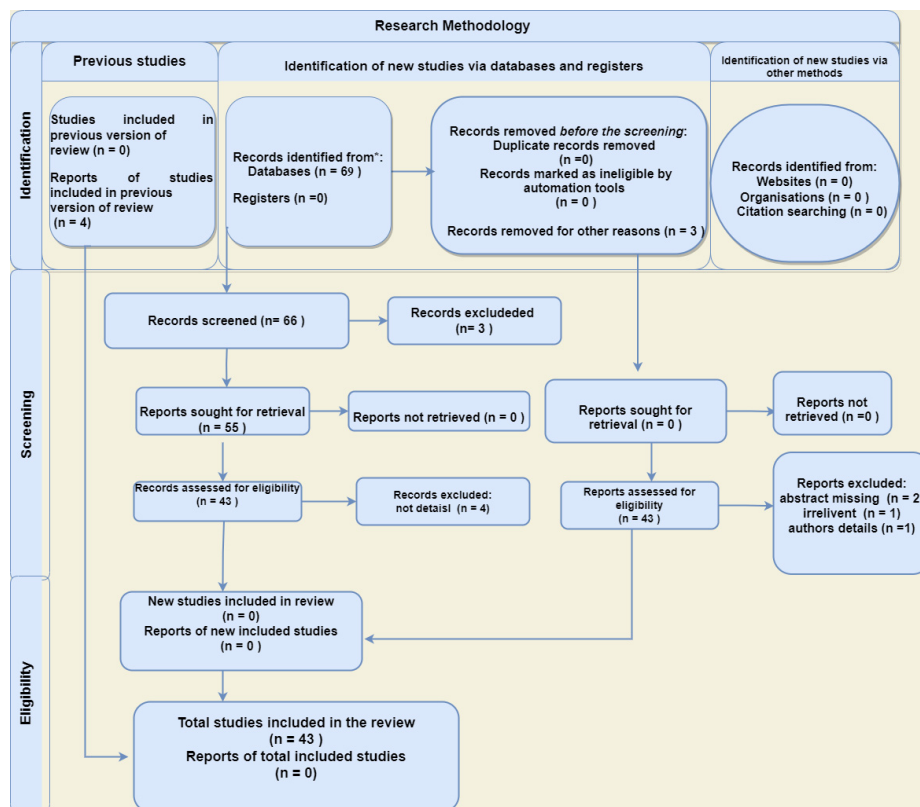 Research Methodology
Previous studies
Identification of new studies via databases and registers
Identification of new studies via
other methods
Identification
Studies included in
previous version of
review (n = 0)
Reports of studies
included in previous
version of review
(n = 4)
Records identified from*:
Databases (n = 69 )
Registers (n =0)
Records removed before the screening:
Duplicate records removed
(n =0)
Records marked as ineligible by
automation tools
(n = 0 )
Records removed for other reasons (n = 3 )
Records identified from:
Websites (n = 0)
Organisations (n = 0 )
Citation searching (n = 0)
Screening
Records screened (n= 66 )
Records excludeded
(n= 3 )
Reports sought for retrieval
(n = 55 )
Reports not retrieved (n = 0 )
Reports sought for
retrieval (n = 0 )
Reports not
retrieved (n =0 )
Records assessed for eligibility
(n = 43 )
Records excluded:
not detaisl (n = 4)
Reports assessed for
eligibility
(n = 43 )
Reports excluded:
abstract missing (n = 2
irrelivent (n = 1)
authors details (n =1)
Eligibility
New studies included in review
(n = 0)
Reports of new included studies
(n = 0 )
Total studies included in the review
(n = 43 )
Reports of total included studies
(n = 0)